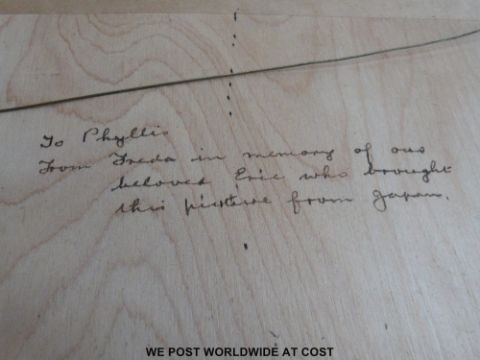 To Phyllis
From Freda in memory of our
beloved Eric who brought
this picture from Japan.
WE POST WORLDWIDE AT COST